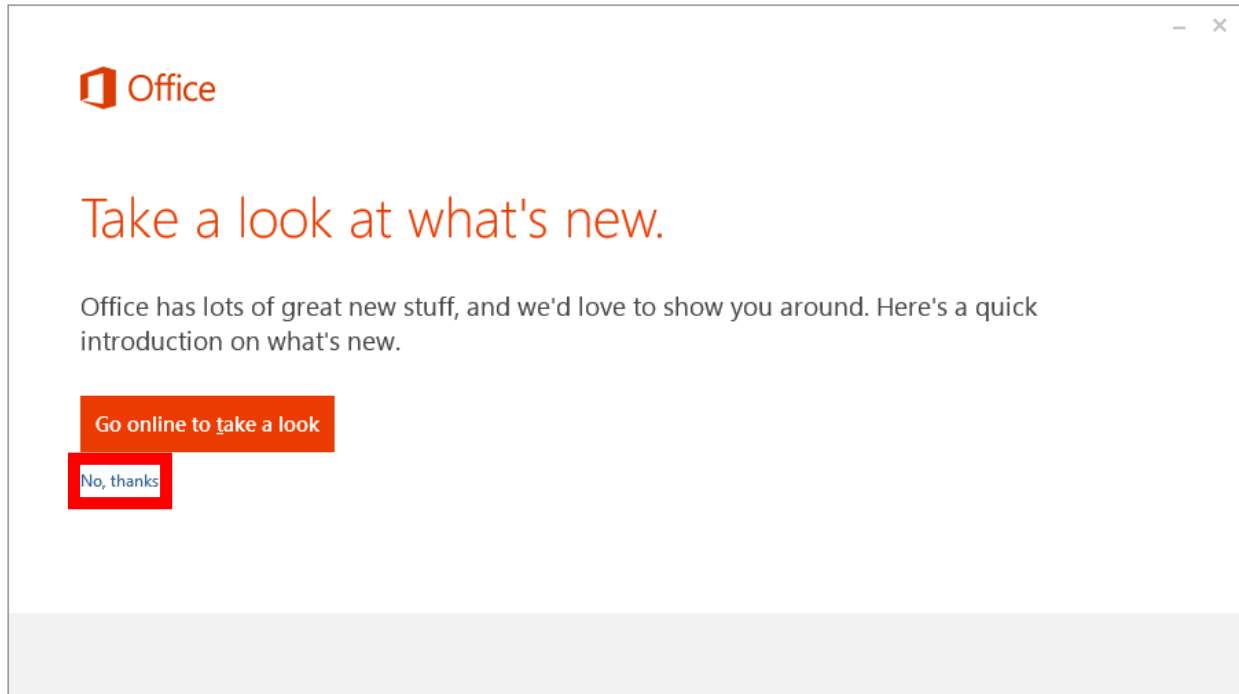 Office
Take a look at what's new.
Office has lots of great new stuff, and we'd love to show you around. Here's a quick
introduction on what's new.
Go online to take a look
No, thanks